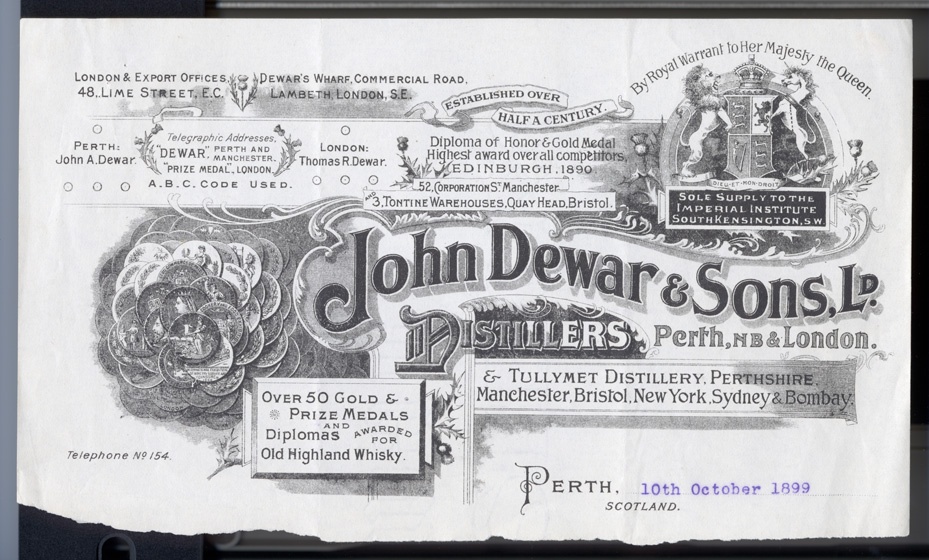 LONDON & EXPORT OFFICES,
48, LIME STREET, E.C.
DEWAR'S WHARF, COMMERCIAL ROAD,
LAMBETH, LONDON, S.E.
ESTABLISHED OVER
HALF A CENTURY.
By Royal Warrant to Her Majesty the Queen.
PERTH:
John A. Dewar.
Telegraphic Addresses,
"DEWAR" PERTH AND
MANCHESTER.
"PRIZE MEDAL", LONDON.
A.B.C. CODE USED.
LONDON:
Thomas R. Dewar.
Diploma of Honor & Gold Medal
Highest award over all competitors,
EDINBURGH, 1890
52, CORPORATION ST Manchester
AND 3, TONTINE WAREHOUSES, QUAY HEAD, BRISTOL.
DIEU·ET·MON·DROIT
SOLE SUPPLY TO THE
IMPERIAL INSTITUTE
SOUTH KENSINGTON, S.W.
John Dewar & Sons, LD.
DISTILLERS, Perth, NB & London.
& TULLYMET DISTILLERY, PERTHSHIRE,
Manchester, Bristol, New York, Sydney & Bombay.
OVER 50 GOLD &
PRIZE MEDALS
AND
Diplomas AWARDED
FOR
Old Highland Whisky.
Telephone No 154.
PERTH, 10th October 1899
SCOTLAND.